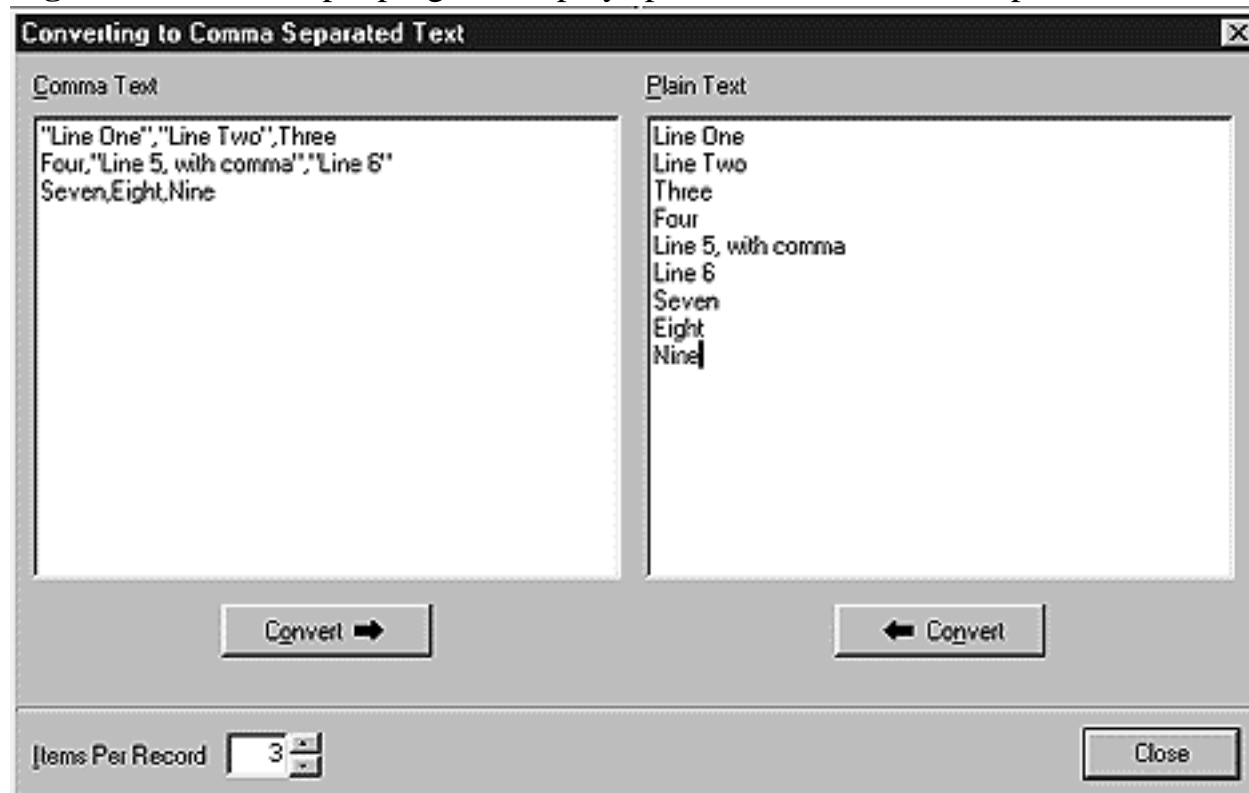 Converting to Comma Separated Text
Comma Text
"Line One","Line Two",Three
Four,"Line 5, with comma","Line 6"
Seven,Eight,Nine
Plain Text
Line One
Line Two
Three
Four
Line 5, with comma
Line 6
Seven
Eight
Nine
Convert
Convert
Items Per Record 3
Close